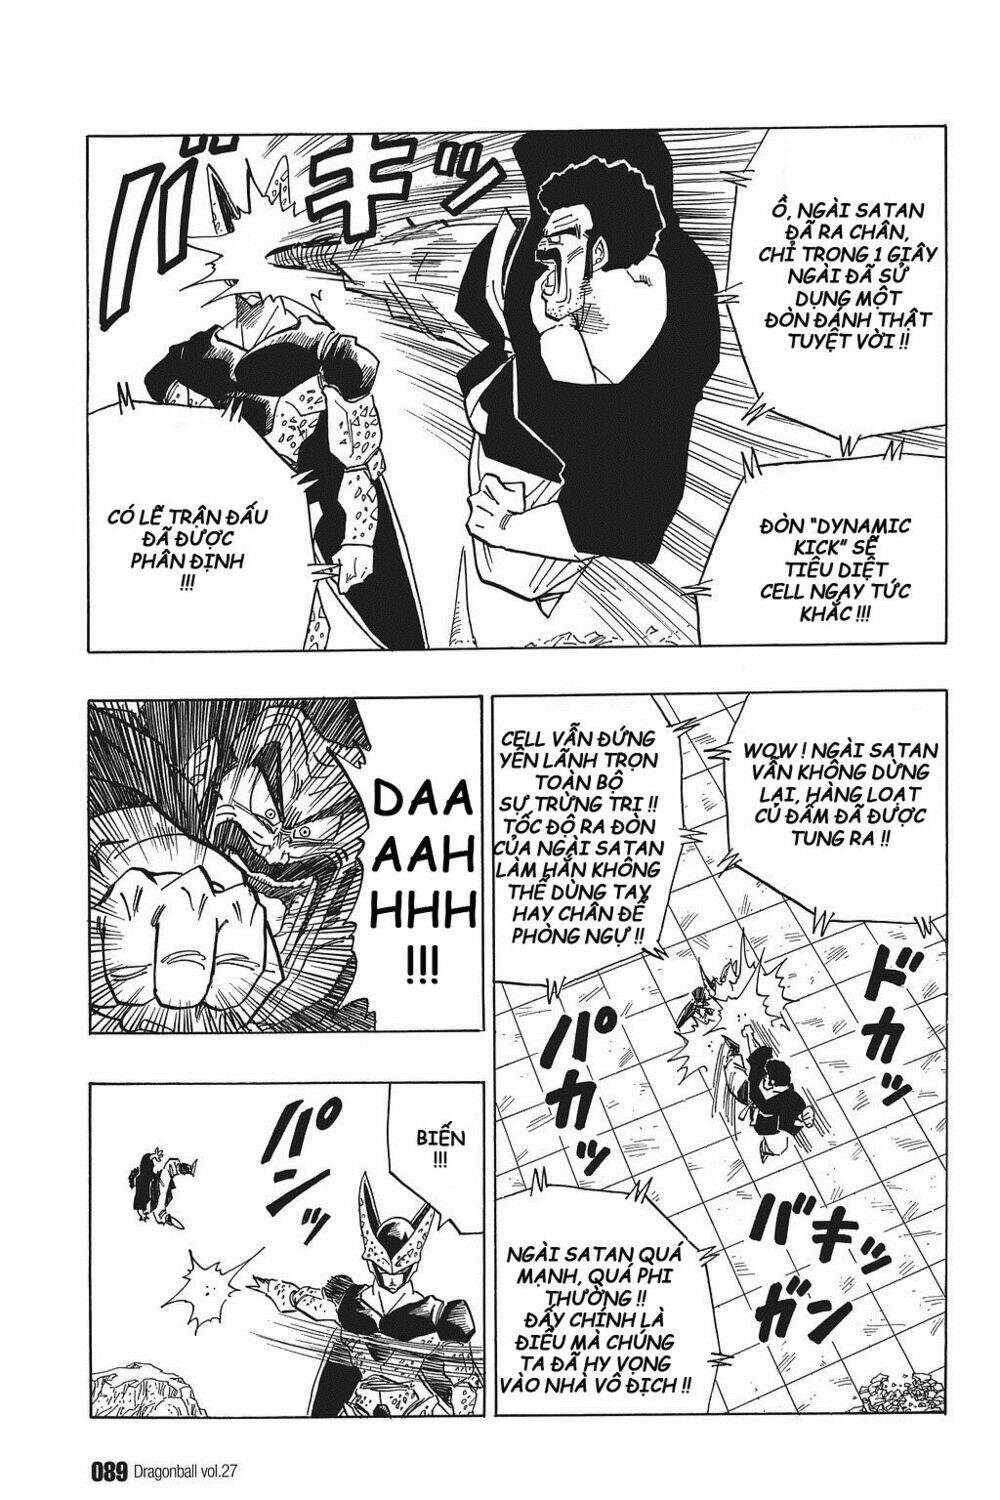 バキッ
Ồ, NGÀI SATAN
ĐÃ RA CHÂN,
CHỈ TRONG 1 GIÂY
NGÀI ĐÃ SỬ
DỤNG MỘT
ĐÒN ĐÁNH THẬT
TUYỆT VỜI !!
CÓ LẼ TRẬN ĐẤU
ĐÃ ĐƯỢC
PHÂN ĐỊNH
!!!
ĐÒN "DYNAMIC
KICK" SẼ
TIÊU DIỆT
CELL NGAY TỨC
KHẮC !!!
DAA
AAH
HHH
!!!
CELL VẪN ĐỨNG
YÊN LÃNH TRỌN
TOÀN BỘ
SỰ TRỪNG TRỊ !!
TỐC ĐỘ RA ĐÒN
CỦA NGÀI SATAN
LÀM HẮN KHÔNG
THỂ DÙNG TAY
HAY CHÂN ĐỂ
PHÒNG NGỰ !!
WOW ! NGÀI SATAN
VẪN KHÔNG DỪNG
LẠI, HÀNG LOẠT
CÚ ĐẤM ĐÃ ĐƯỢC
TUNG RA !!
ドカッ
パカッ
バキッ
ガン
NGÀI SATAN QUÁ
MẠNH, QUÁ PHI
THƯỜNG !!
ĐÂY CHÍNH LÀ
ĐIỀU MÀ CHÚNG
TA ĐÃ HY VỌNG
VÀO NHÀ VÔ ĐỊCH !!
BIẾN
!!!
パンッ
089 Dragonball vol.27